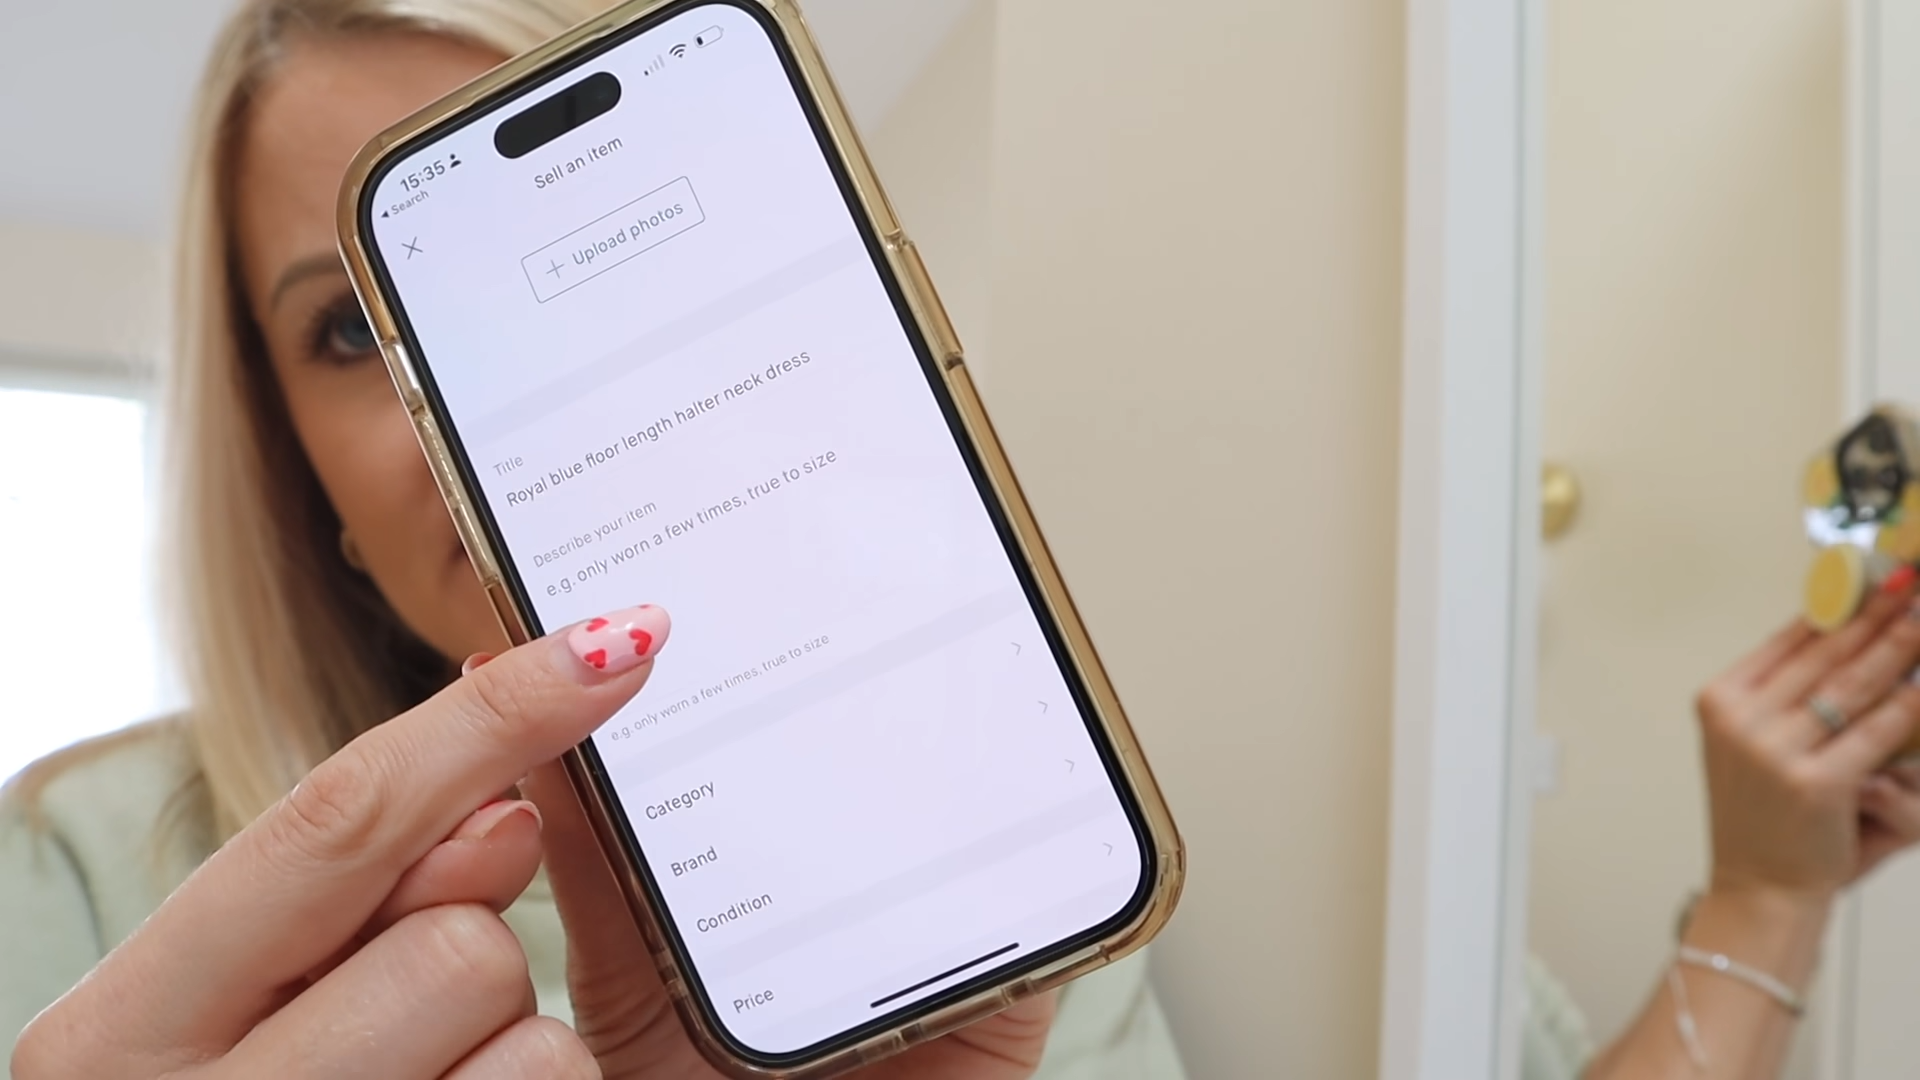 15:35
Search
Sell an item
Upload photos
Title
Royal blue floor length halter neck dress
Describe your item
e.g. only worn a few times, true to size
e.g. only worn a few times, true to size
Category
Brand
Condition
Price